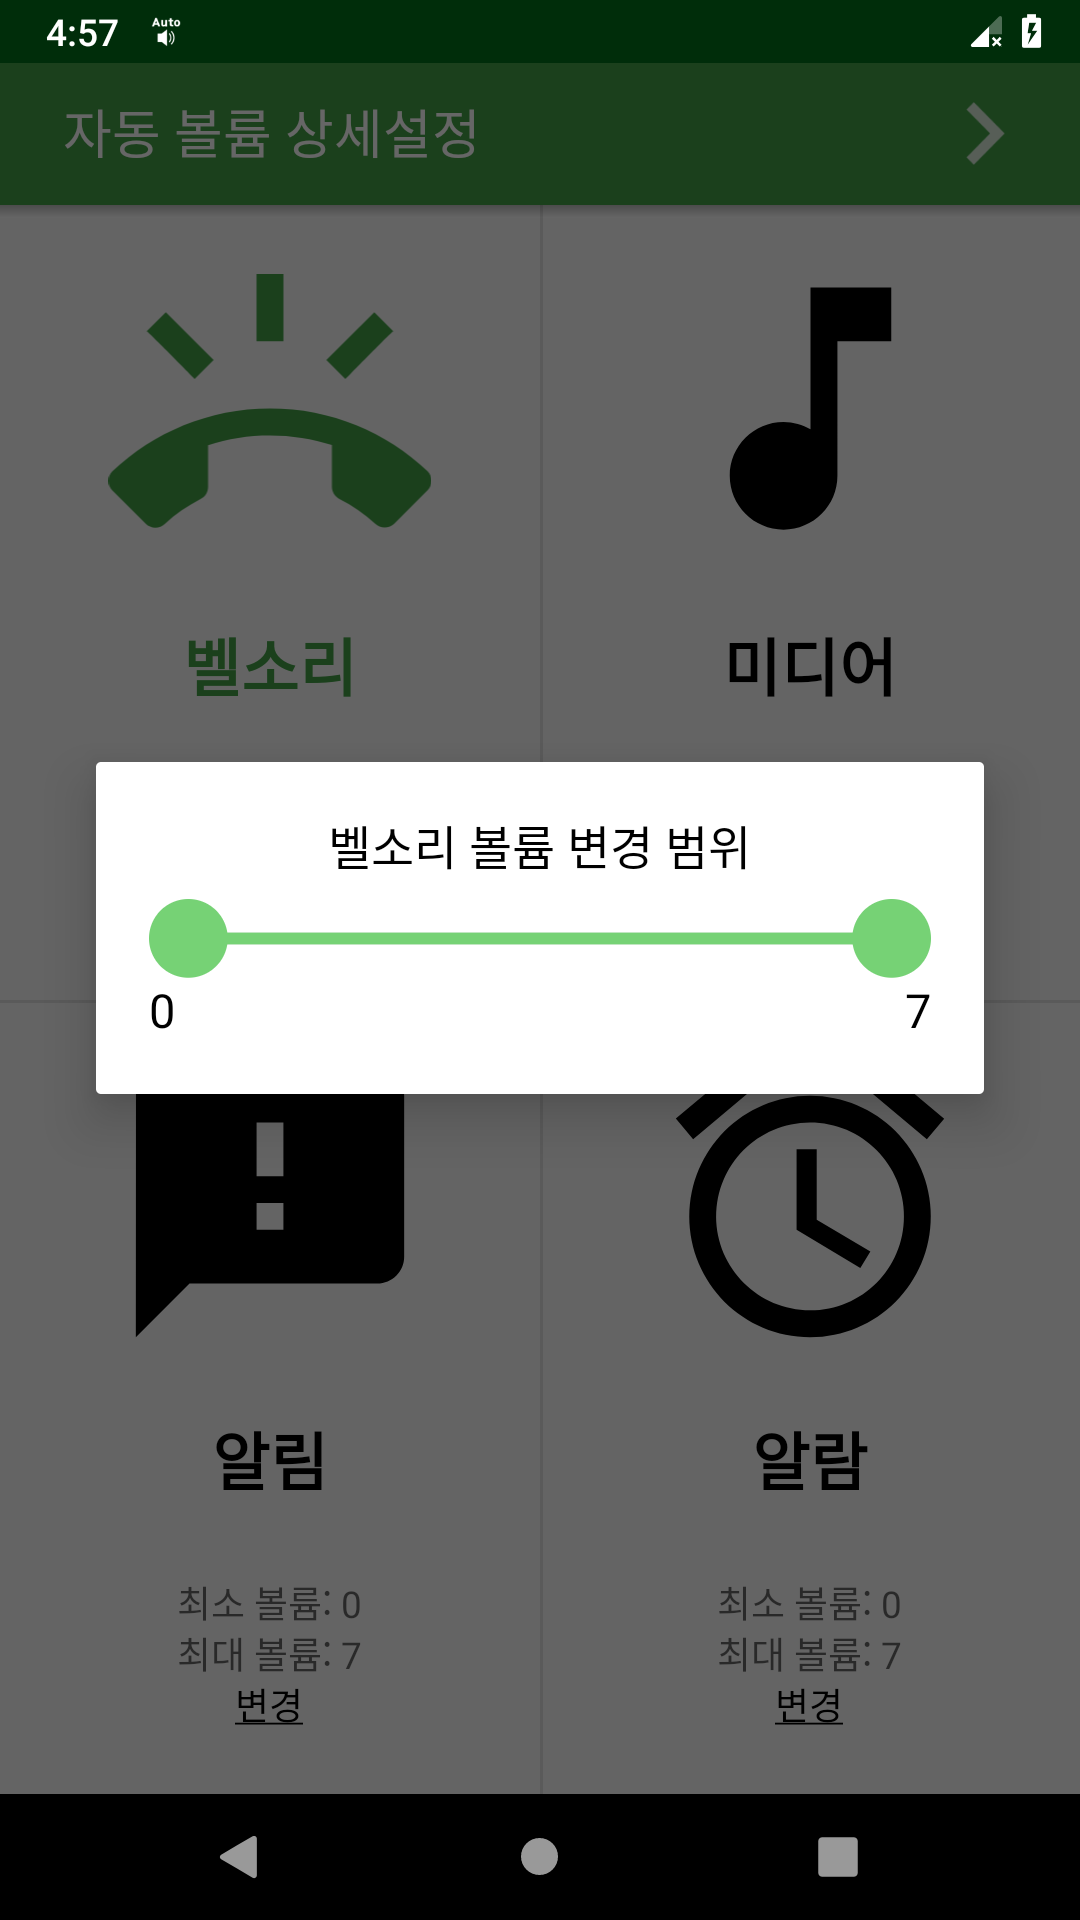 4:57 Auto
자동 볼륨 상세설정
벨소리 미디어
벨소리 볼륨 변경 범위
0 7
알림 알람
최소 볼륨: 0 최소 볼륨: 0
최대 볼륨: 7 최대 볼륨: 7
변경 변경